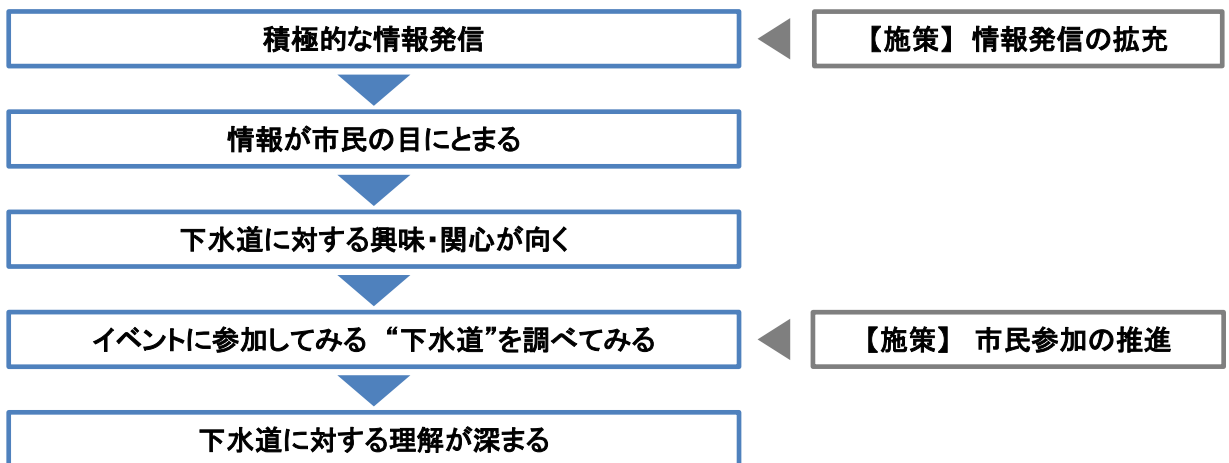 積極的な情報発信
【施策】 情報発信の拡充
情報が市民の目にとまる
下水道に対する興味・関心が向く
イベントに参加してみる “下水道”を調べてみる
【施策】 市民参加の推進
下水道に対する理解が深まる